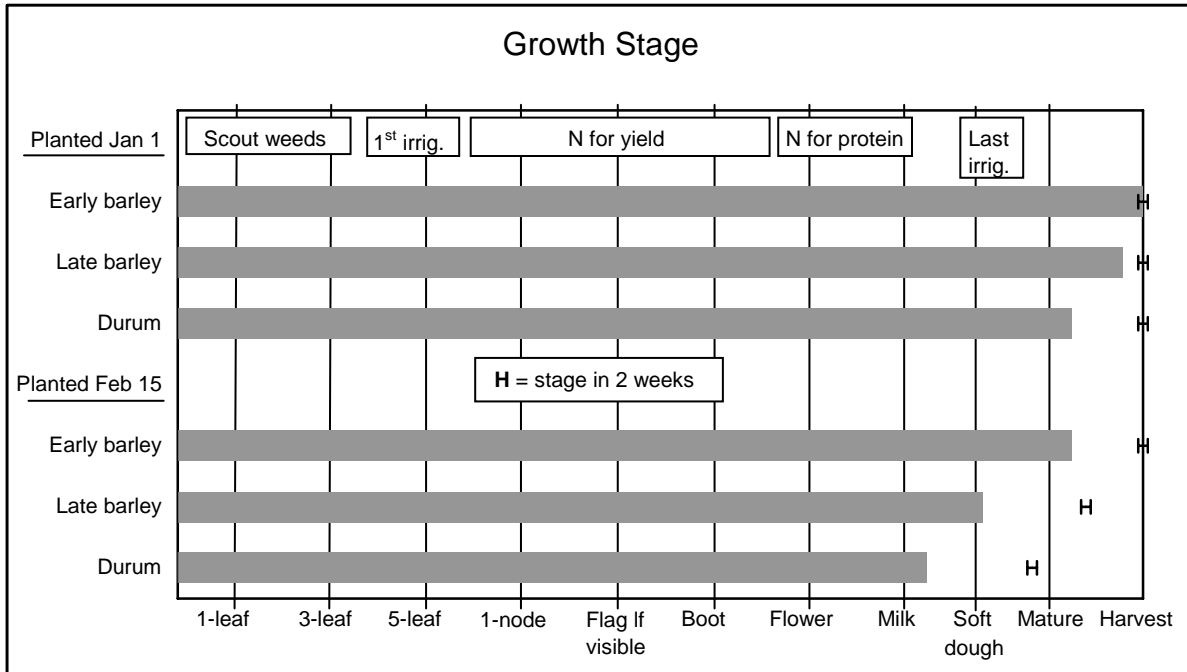 Growth Stage
Planted Jan 1
Scout weeds
1st irrig.
N for yield
N for protein
Last
irrig.
Early barley
H
Late barley
H
Durum
H
Planted Feb 15
H = stage in 2 weeks
Early barley
H
Late barley
H
Durum
H
1-leaf
3-leaf
5-leaf
1-node
Flag lf
visible
Boot
Flower
Milk
Soft
dough
Mature
Harvest